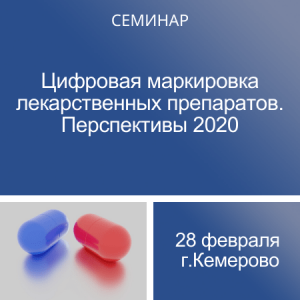 СЕМИНАР
Цифровая маркировка
лекарственных препаратов.
Перспективы 2020
28 февраля
г.Кемерово